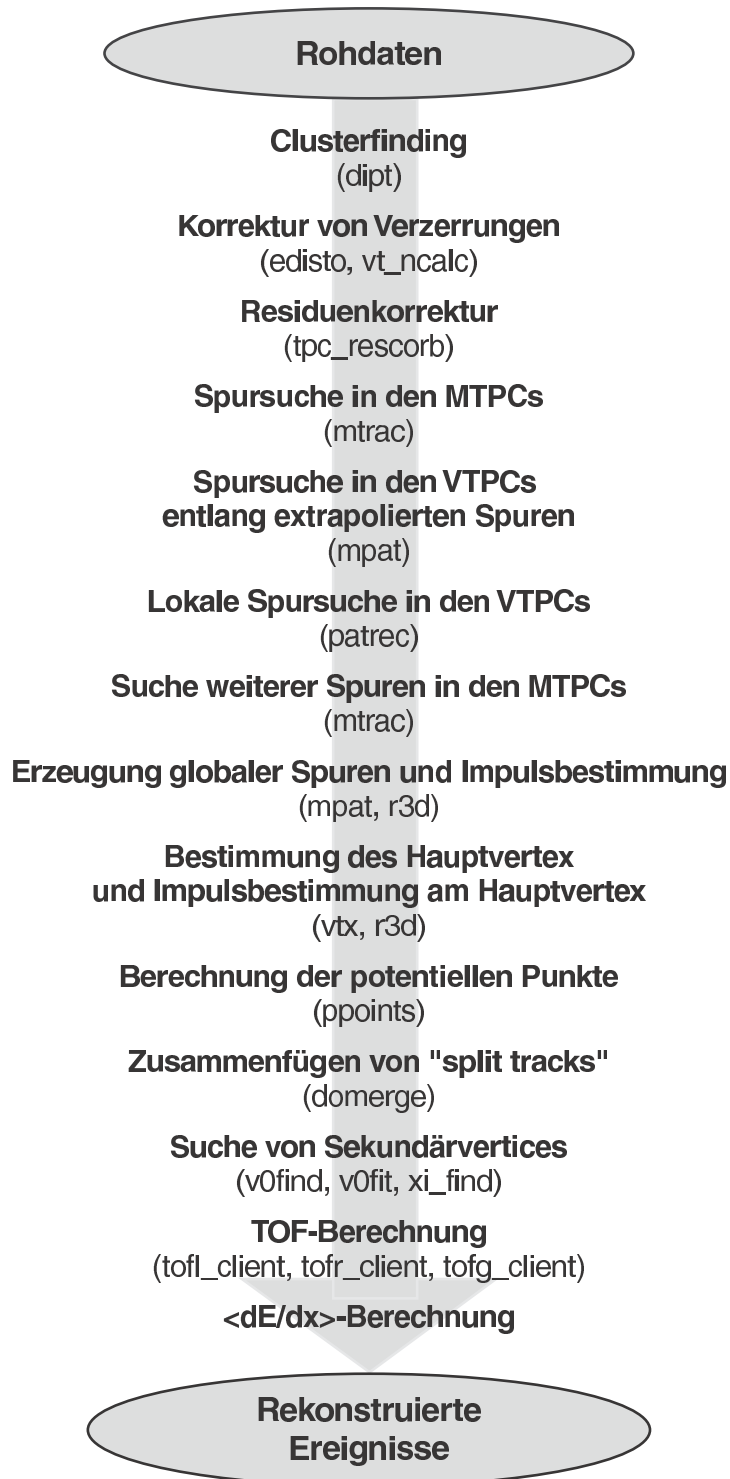 Rohdaten
Clusterfinding
(dipt)
Korrektur von Verzerrungen
(edisto, vt_ncalc)
Residuenkorrektur
(tpc_rescorb)
Spursuche in den MTPCs
(mtrac)
Spursuche in den VTPCs
entlang extrapolierten Spuren
(mpat)
Lokale Spursuche in den VTPCs
(patrec)
Suche weiterer Spuren in den MTPCs
(mtrac)
Erzeugung globaler Spuren und Impulsbestimmung
(mpat, r3d)
Bestimmung des Hauptvertex
und Impulsbestimmung am Hauptvertex
(vtx, r3d)
Berechnung der potentiellen Punkte
(ppoints)
Zusammenfügen von "split tracks"
(domerge)
Suche von Sekundärvertices
(v0find, v0fit, xi_find)
TOF-Berechnung
(tofl_client, tofr_client, tofg_client)
<dE/dx>-Berechnung
Rekonstruierte
Ereignisse